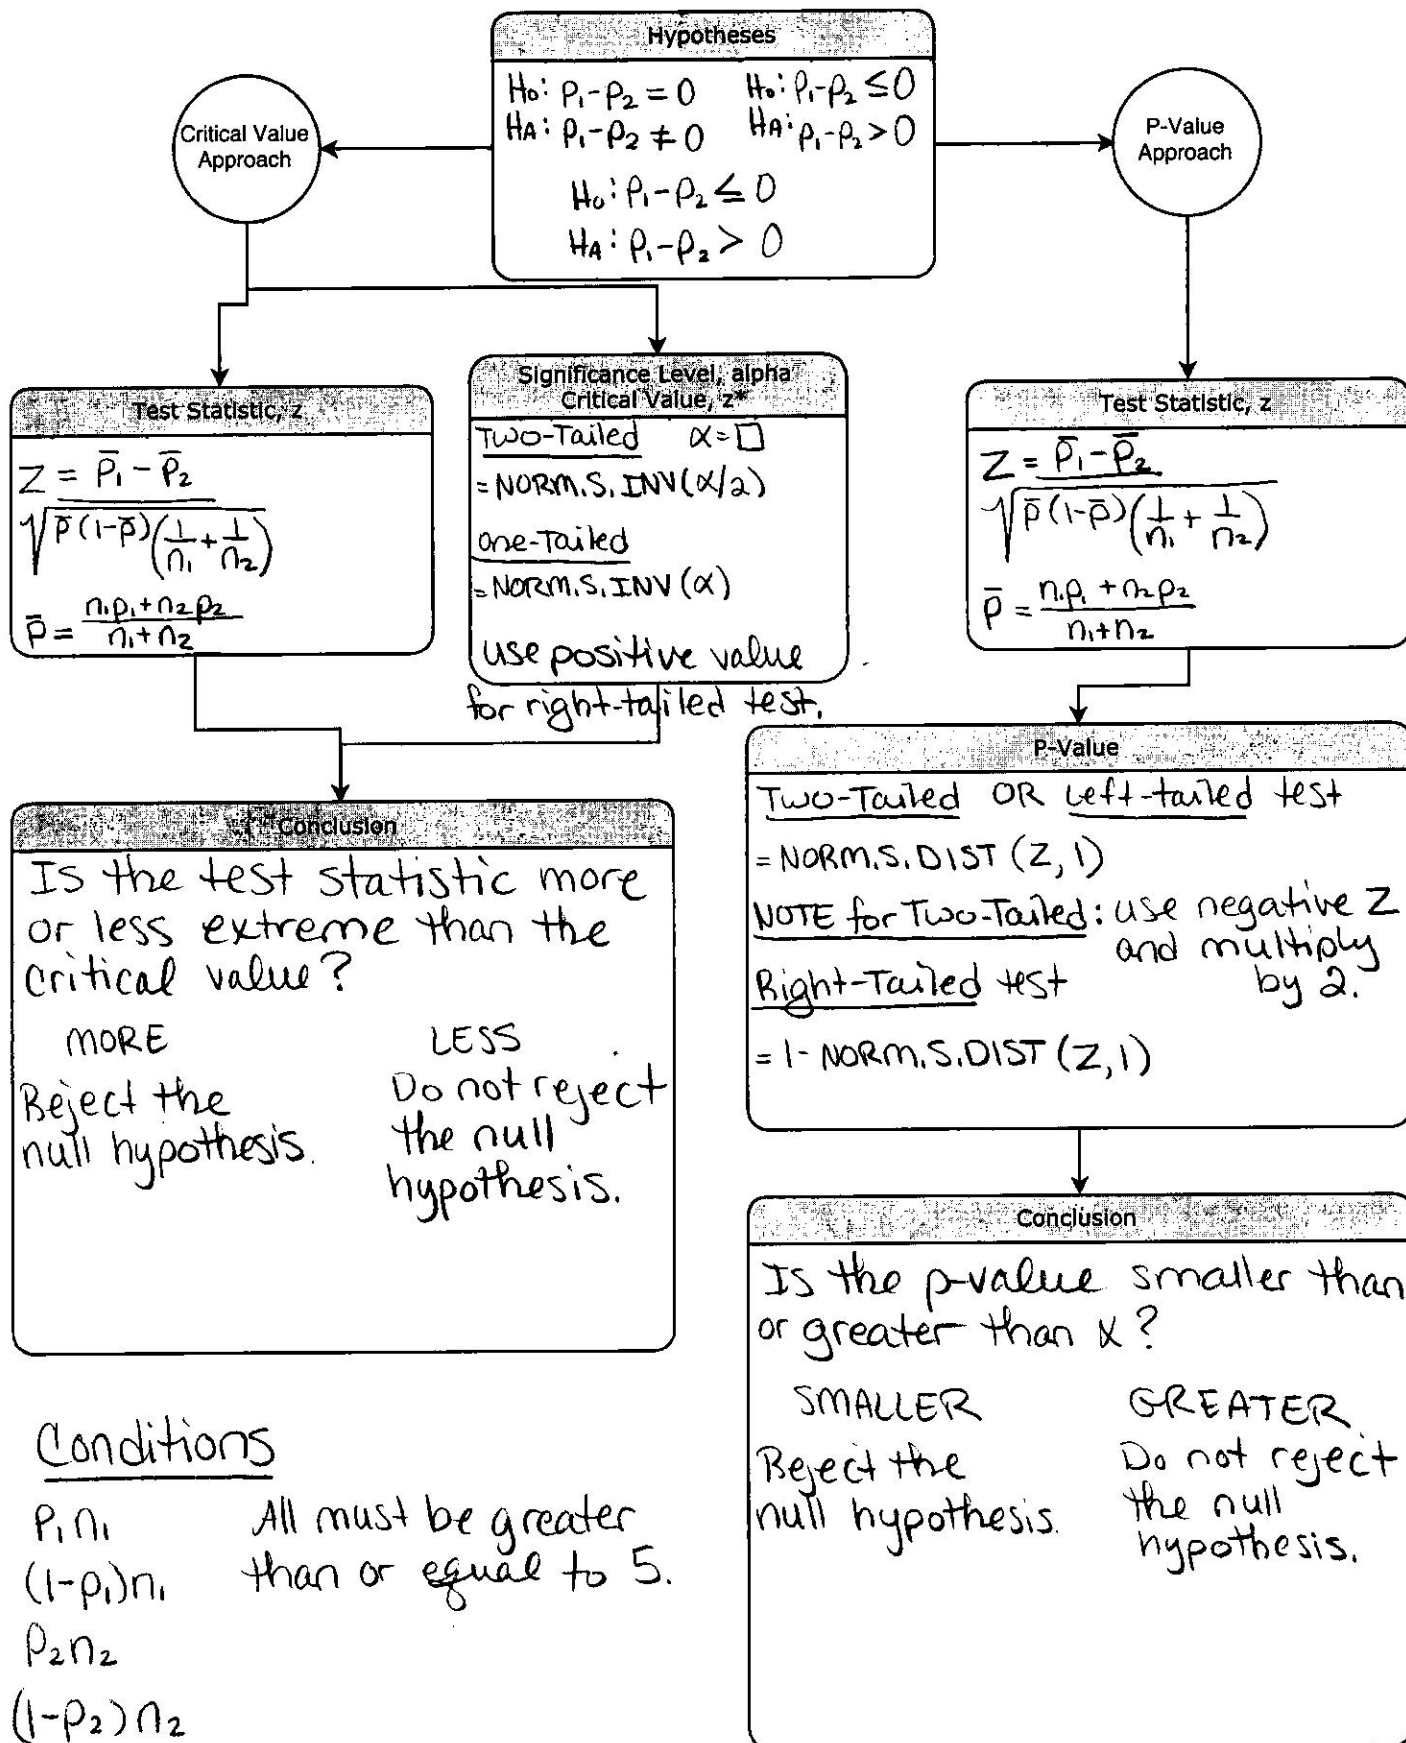 Hypotheses
H₀: p₁-p₂ = 0 H₀: p₁-p₂ ≤ 0
HA: p₁-p₂ ≠ 0 HA: p₁-p₂ > 0
H₀: p₁-p₂ ≤ 0
HA: p₁-p₂ > 0
Critical Value
Approach
P-Value
Approach
Test Statistic, z
Z = p̄₁ - p̄₂
√p̄(1-p̄)(1/n₁ + 1/n₂)
p̄ = n₁p₁+n₂p₂ / n₁+n₂
Significance Level, alpha
Critical Value, z*
Two-Tailed α=□
=NORM.S.INV(α/2)
one-Tailed
=NORM.S.INV(α)
use positive value
for right-tailed test.
Test Statistic, z
Z = p̄₁-p̄₂
√p̄(1-p̄)(1/n₁ + 1/n₂)
p̄ = n₁p₁ + n₂p₂ / n₁+n₂
Conclusion
Is the test statistic more
or less extreme than the
critical value?
MORE LESS
Reject the Do not reject
null hypothesis. the null
hypothesis.
P-Value
Two-Tailed OR Left-tailed test
=NORM.S.DIST(Z,1)
NOTE for Two-Tailed: use negative Z
and multiply
by 2.
Right-Tailed test
= 1- NORM.S.DIST(Z,1)
Conclusion
Is the p-value smaller than
or greater than α?
SMALLER GREATER
Reject the Do not reject
null hypothesis. the null
hypothesis.
Conditions
p₁n₁ All must be greater
(1-p₁)n₁ than or equal to 5.
p₂n₂
(1-p₂)n₂